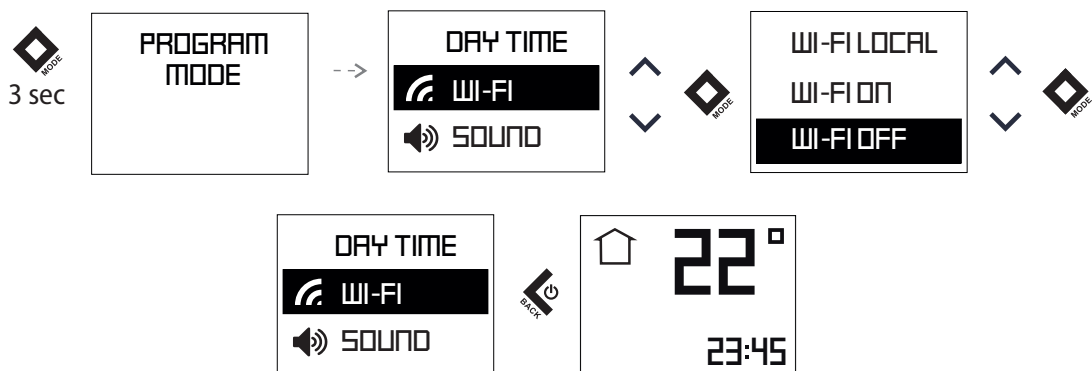 MODE
3 sec
PROGRAM
MODE
DAY TIME
WI-FI
SOUND
MODE
WI-FI LOCAL
WI-FI ON
WI-FI OFF
MODE
DAY TIME
WI-FI
SOUND
BACK
22°
23:45